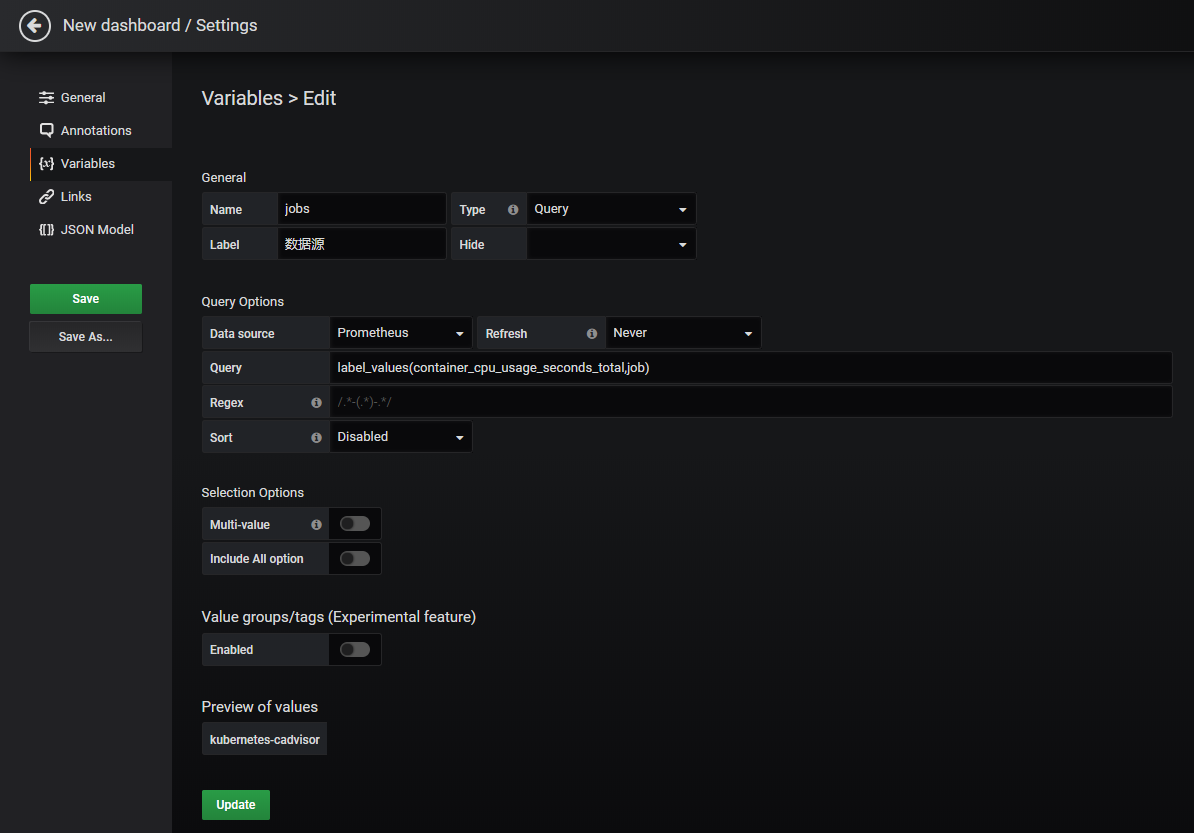 New dashboard / Settings
General
Annotations
Variables
Links
JSON Model
Save
Save As...
Variables > Edit
General
Name jobs Type Query
Label 数据源 Hide
Query Options
Data source Prometheus Refresh Never
Query label_values(container_cpu_usage_seconds_total,job)
Regex /.*-(.*)-.*/
Sort Disabled
Selection Options
Multi-value
Include All option
Value groups/tags (Experimental feature)
Enabled
Preview of values
kubernetes-cadvisor
Update